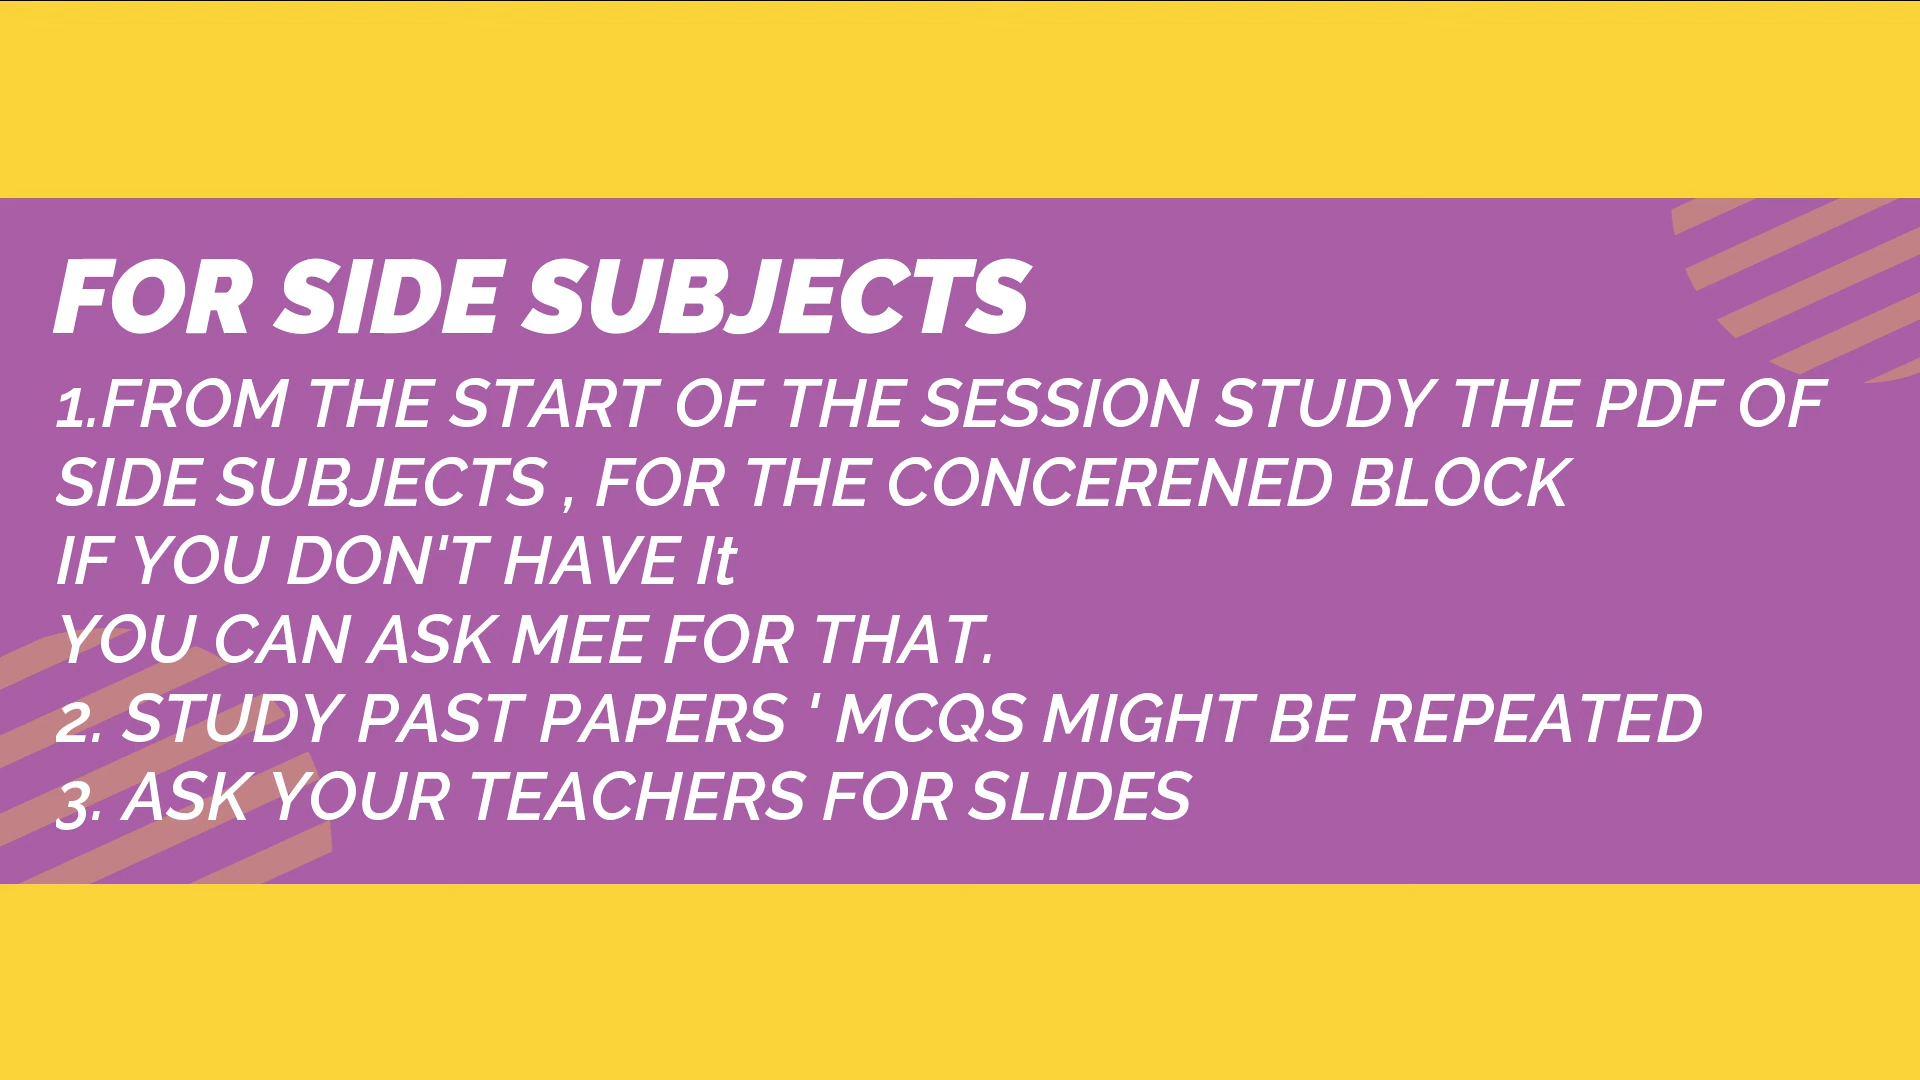 FOR SIDE SUBJECTS
1.FROM THE START OF THE SESSION STUDY THE PDF OF
SIDE SUBJECTS , FOR THE CONCERENED BLOCK
IF YOU DON'T HAVE It
YOU CAN ASK MEE FOR THAT.
2. STUDY PAST PAPERS ' MCQS MIGHT BE REPEATED
3. ASK YOUR TEACHERS FOR SLIDES